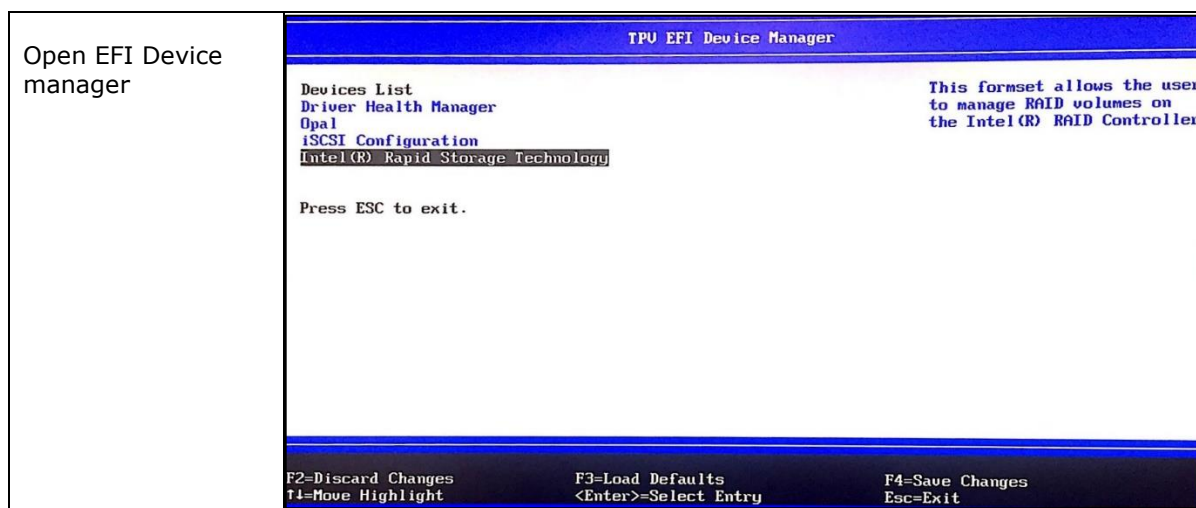 Open EFI Device
manager
TPV EFI Device Manager
Devices List
Driver Health Manager
Opal
iSCSI Configuration
Intel(R) Rapid Storage Technology
Press ESC to exit.
This formset allows the user
to manage RAID volumes on
the Intel(R) RAID Controller
F2=Discard Changes
F3=Load Defaults
F4=Save Changes
↑↓=Move Highlight
<Enter>=Select Entry
Esc=Exit